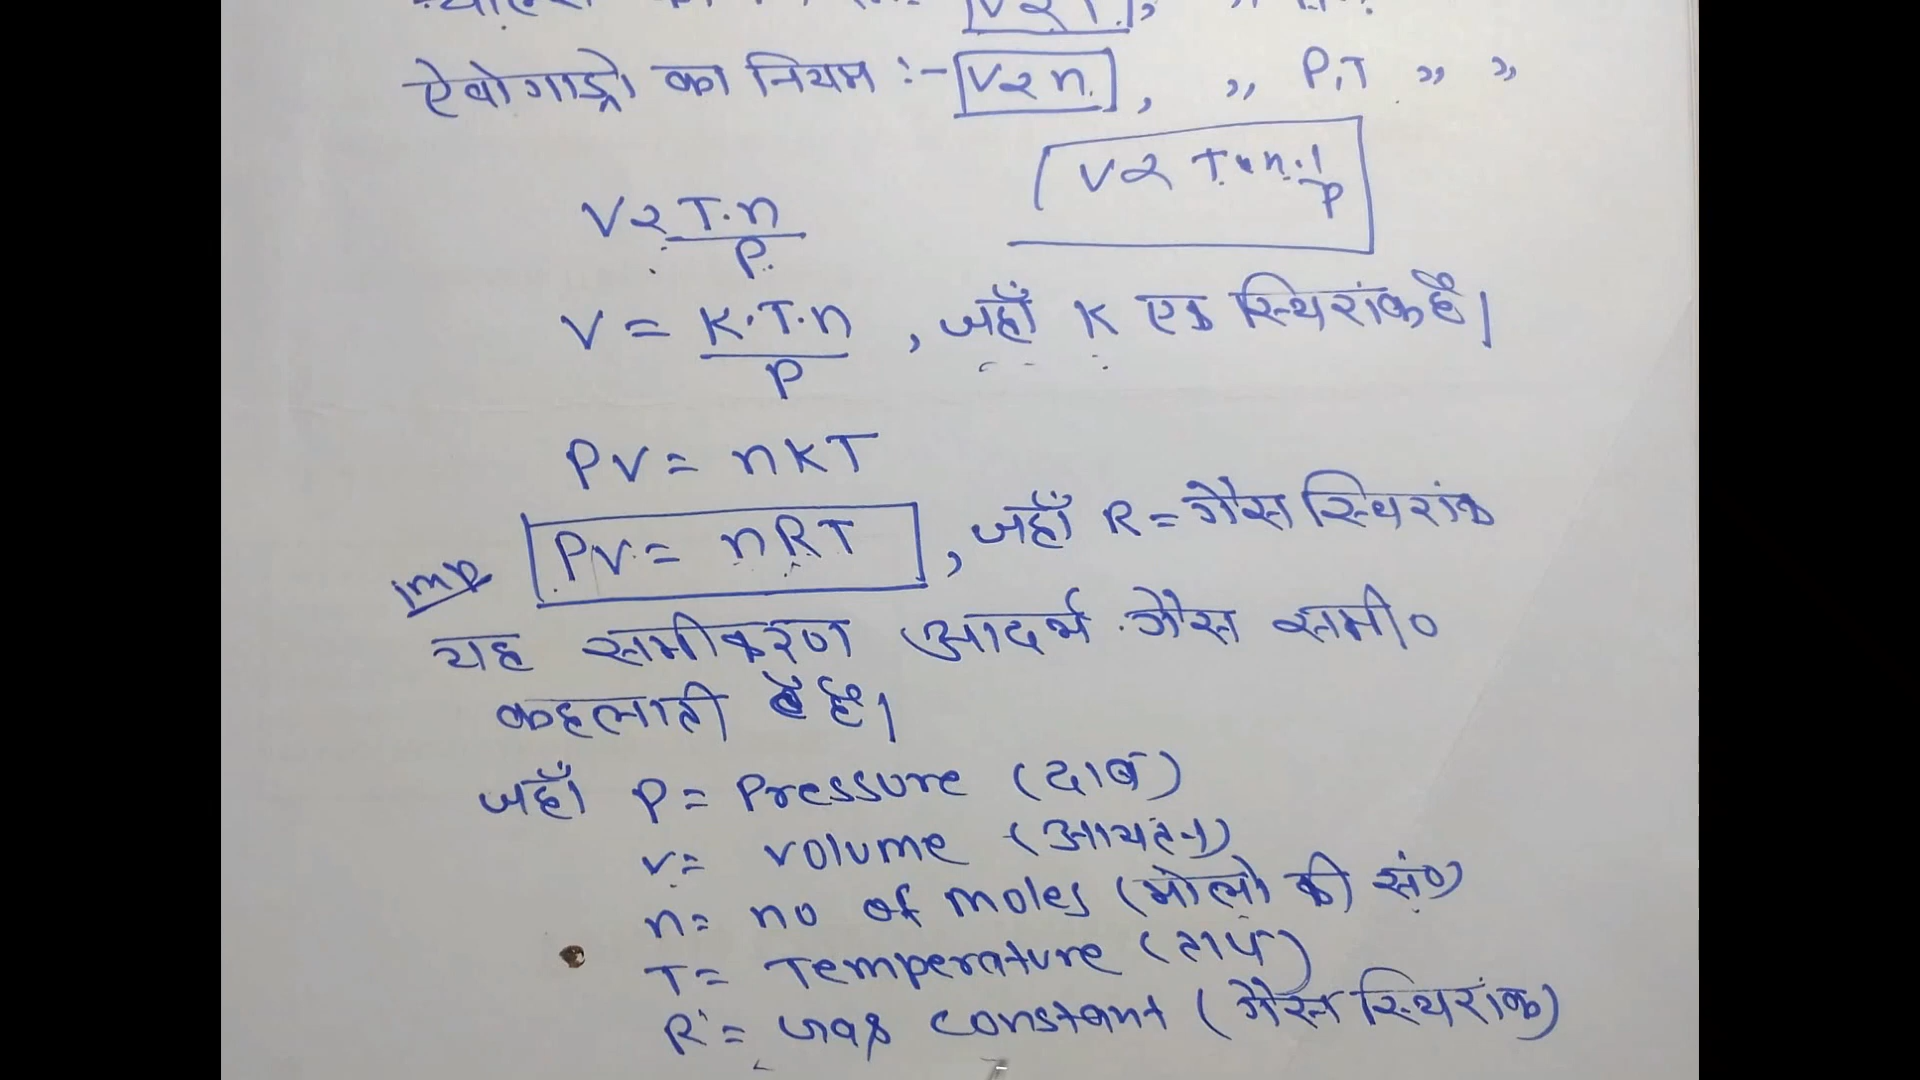 V ∝ T,
ऐवोगाड्रो का नियम :- V ∝ n , ,, P,T ,, ,,
V ∝ T·n·1/P
V ∝ T·n/P
V = K·T·n/P , जहाँ K एक स्थिरांक है।
PV = nKT
Imp PV = nRT , जहाँ R = गैस स्थिरांक
यह समीकरण आदर्श गैस समी०
कहलाती है।
जहाँ P = Pressure (दाब)
V = volume (आयतन)
n = no of moles (मोलो की सं०)
T = Temperature (ताप)
R = gas constant (गैस स्थिरांक)